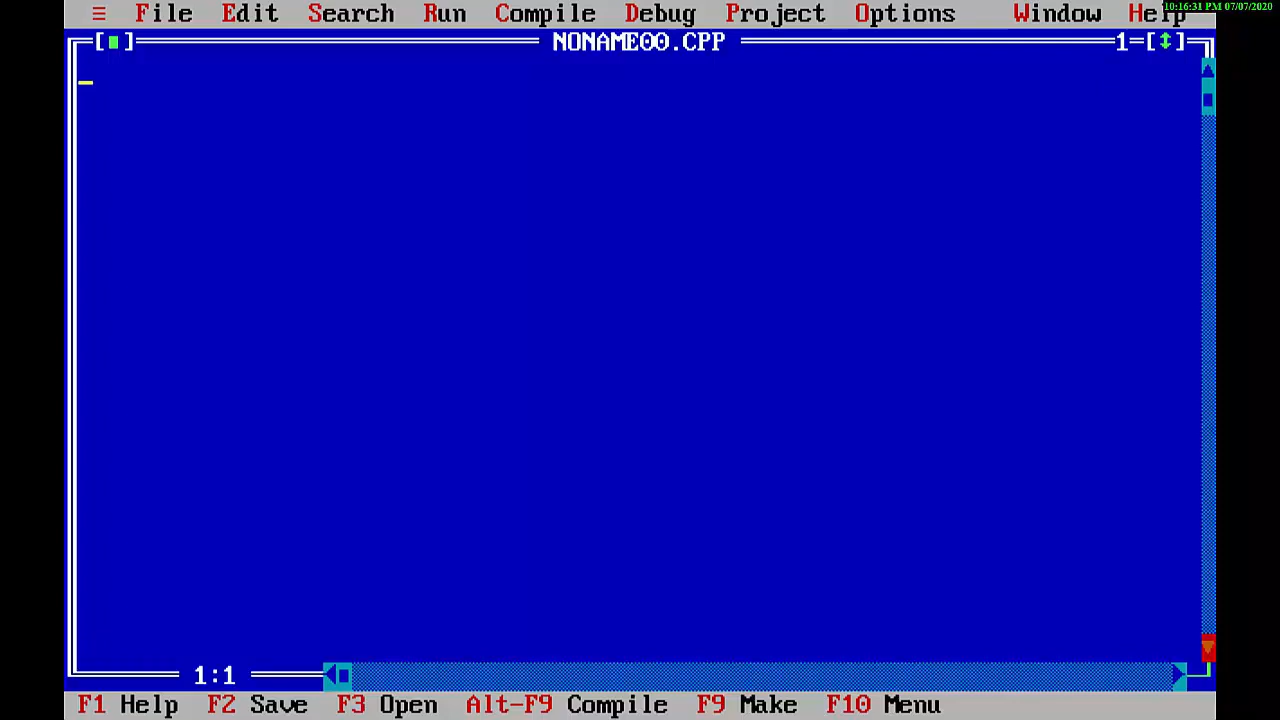 ≡ File Edit Search Run Compile Debug Project Options Window Help
10:16:31 PM 07/07/2020
[■] NONAME00.CPP 1=[↕]
1:1
F1 Help F2 Save F3 Open Alt-F9 Compile F9 Make F10 Menu